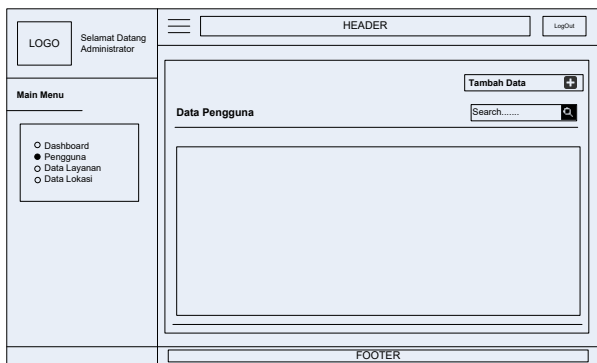 LOGO
Selamat Datang
Administrator
HEADER
LogOut
Main Menu
Dashboard
Pengguna
Data Layanan
Data Lokasi
Tambah Data
Data Pengguna
Search.......
FOOTER